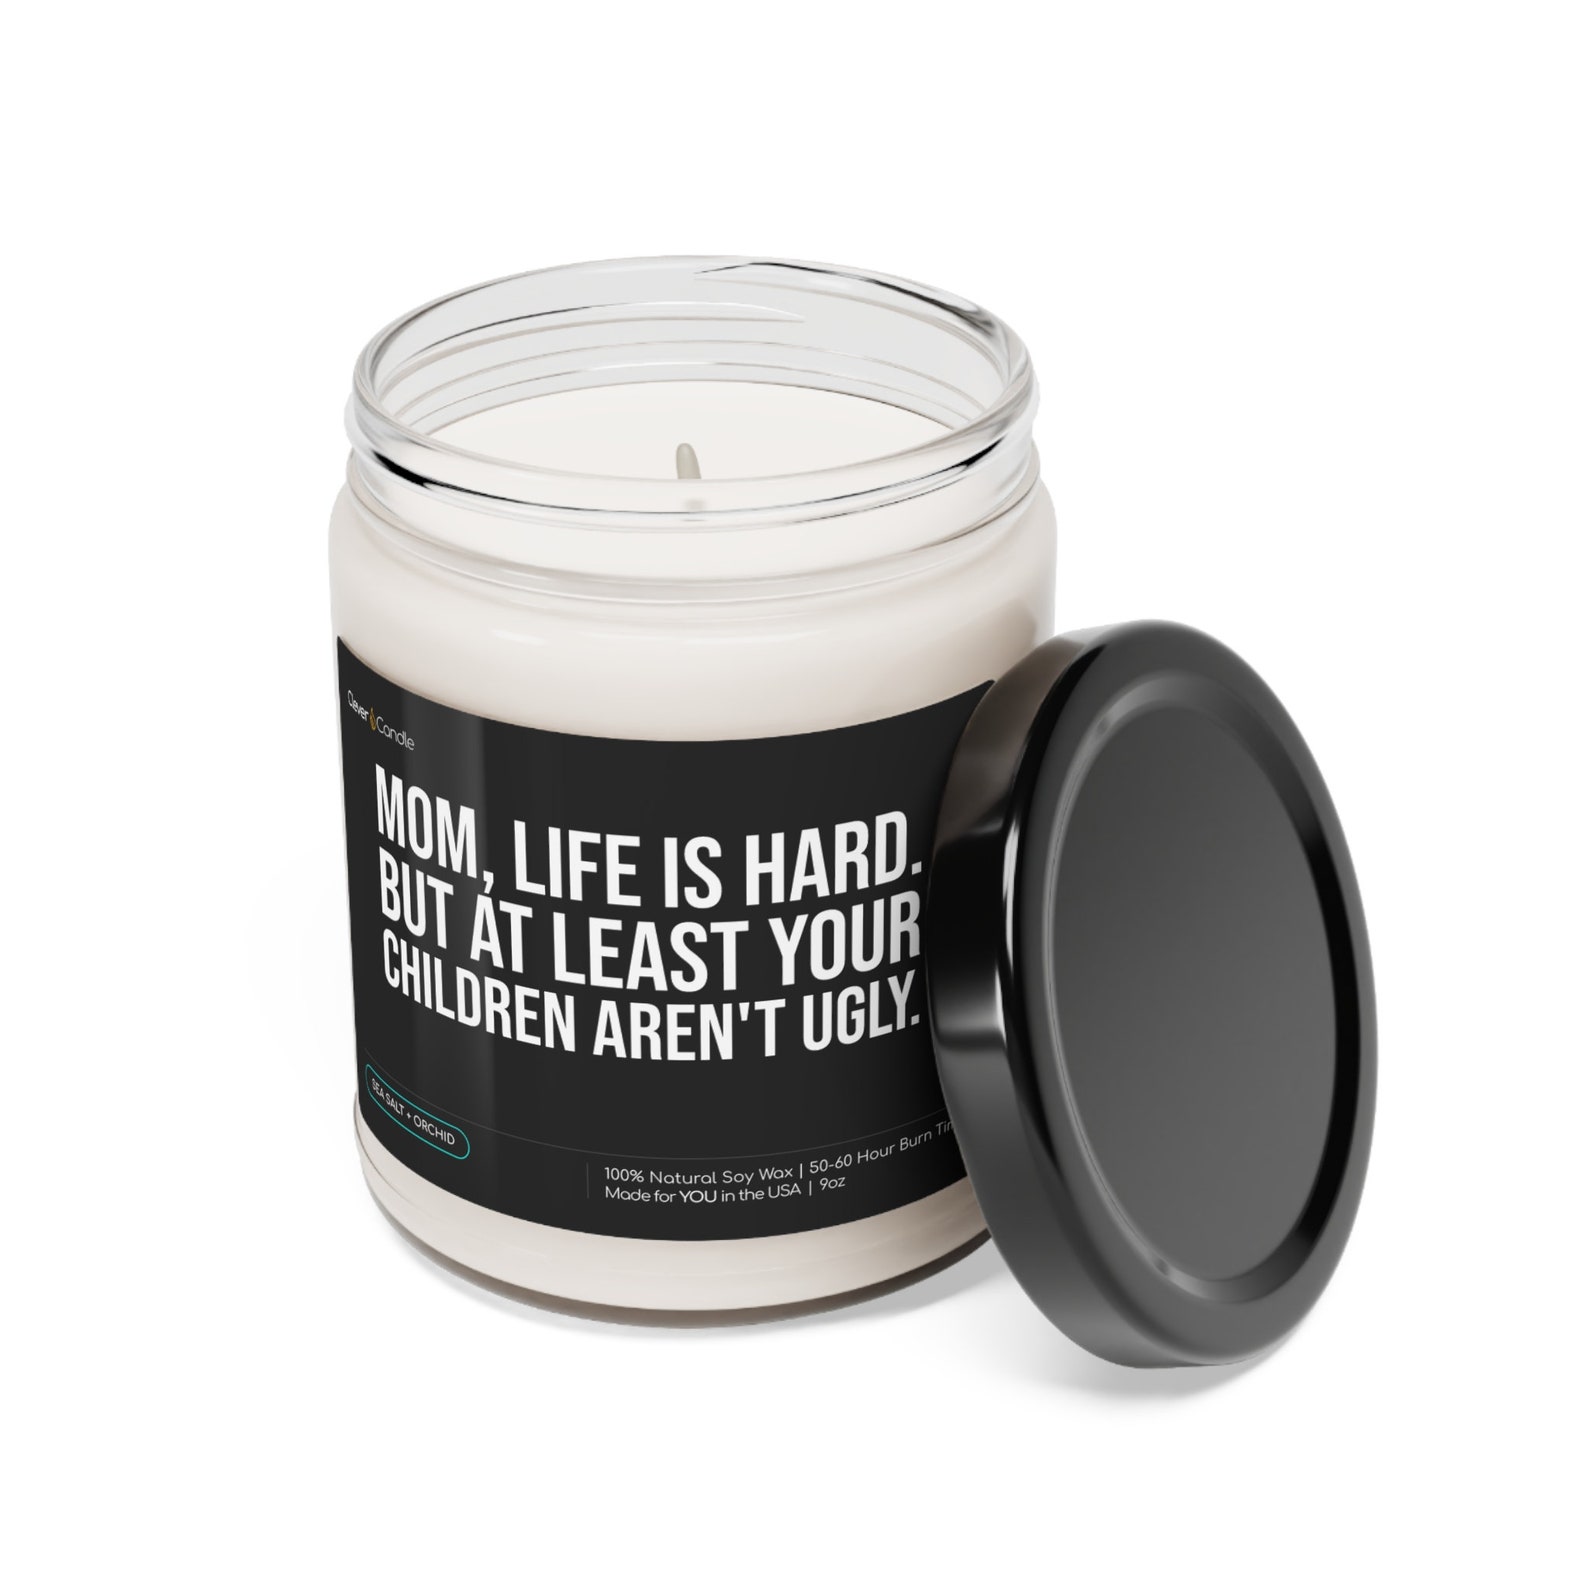 Clever Candle
MOM, LIFE IS HARD.
BUT AT LEAST YOUR
CHILDREN AREN'T UGLY.
SEA SALT + ORCHID
100% Natural Soy Wax | 50-60 Hour Burn
Made for YOU in the USA | 9oz